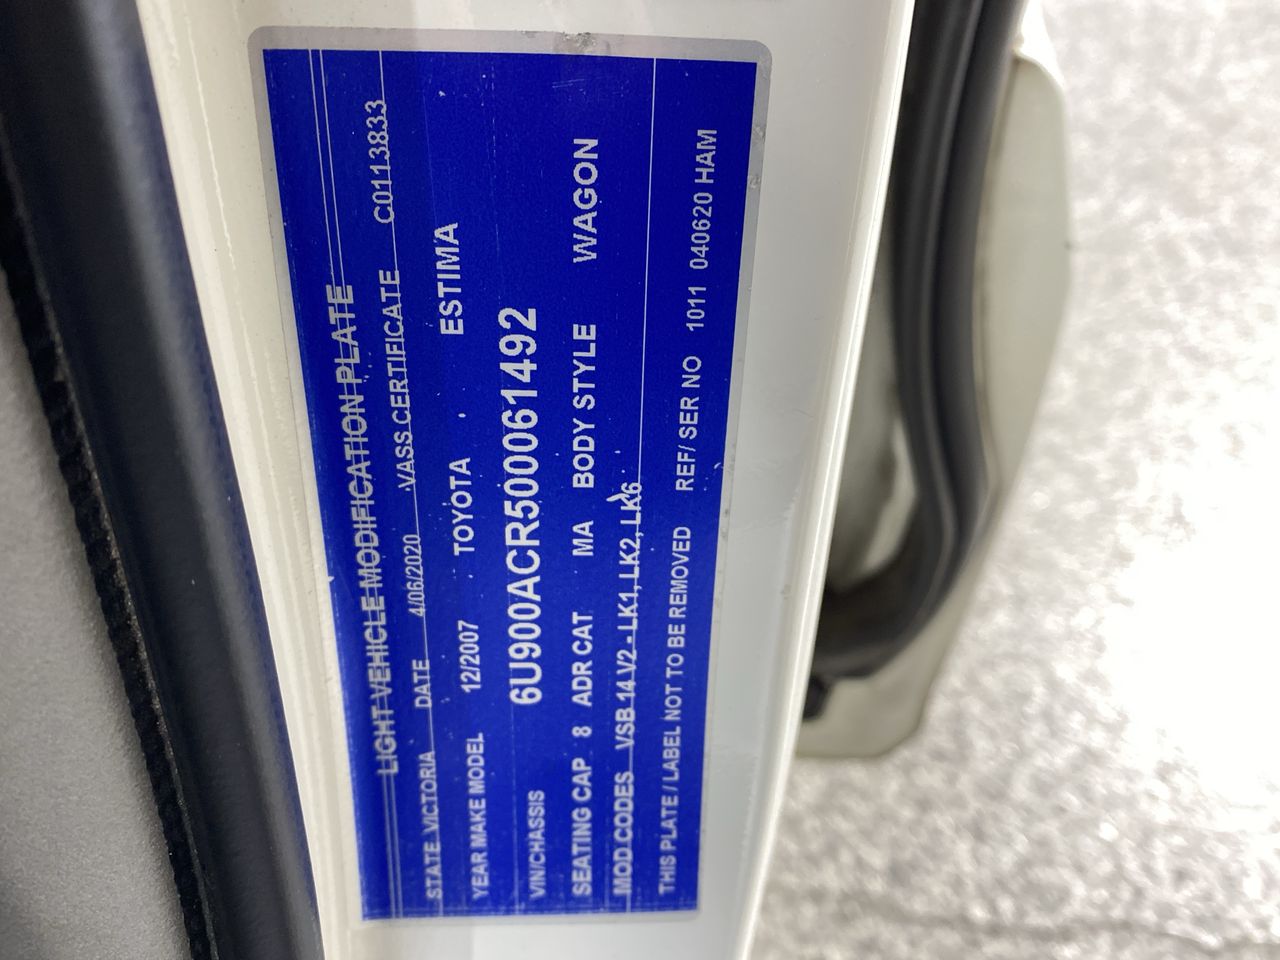 LIGHT VEHICLE MODIFICATION PLATE
STATE VICTORIA DATE 4/06/2020 VASS CERTIFICATE C0113833
YEAR MAKE MODEL 12/2007 TOYOTA ESTIMA
VIN/CHASSIS 6U900ACR500061492
SEATING CAP 8 ADR CAT MA BODY STYLE WAGON
MOD CODES VSB 14 V2 - LK1, LK2, LK6
THIS PLATE / LABEL NOT TO BE REMOVED REF/ SER NO 1011 040620 HAM